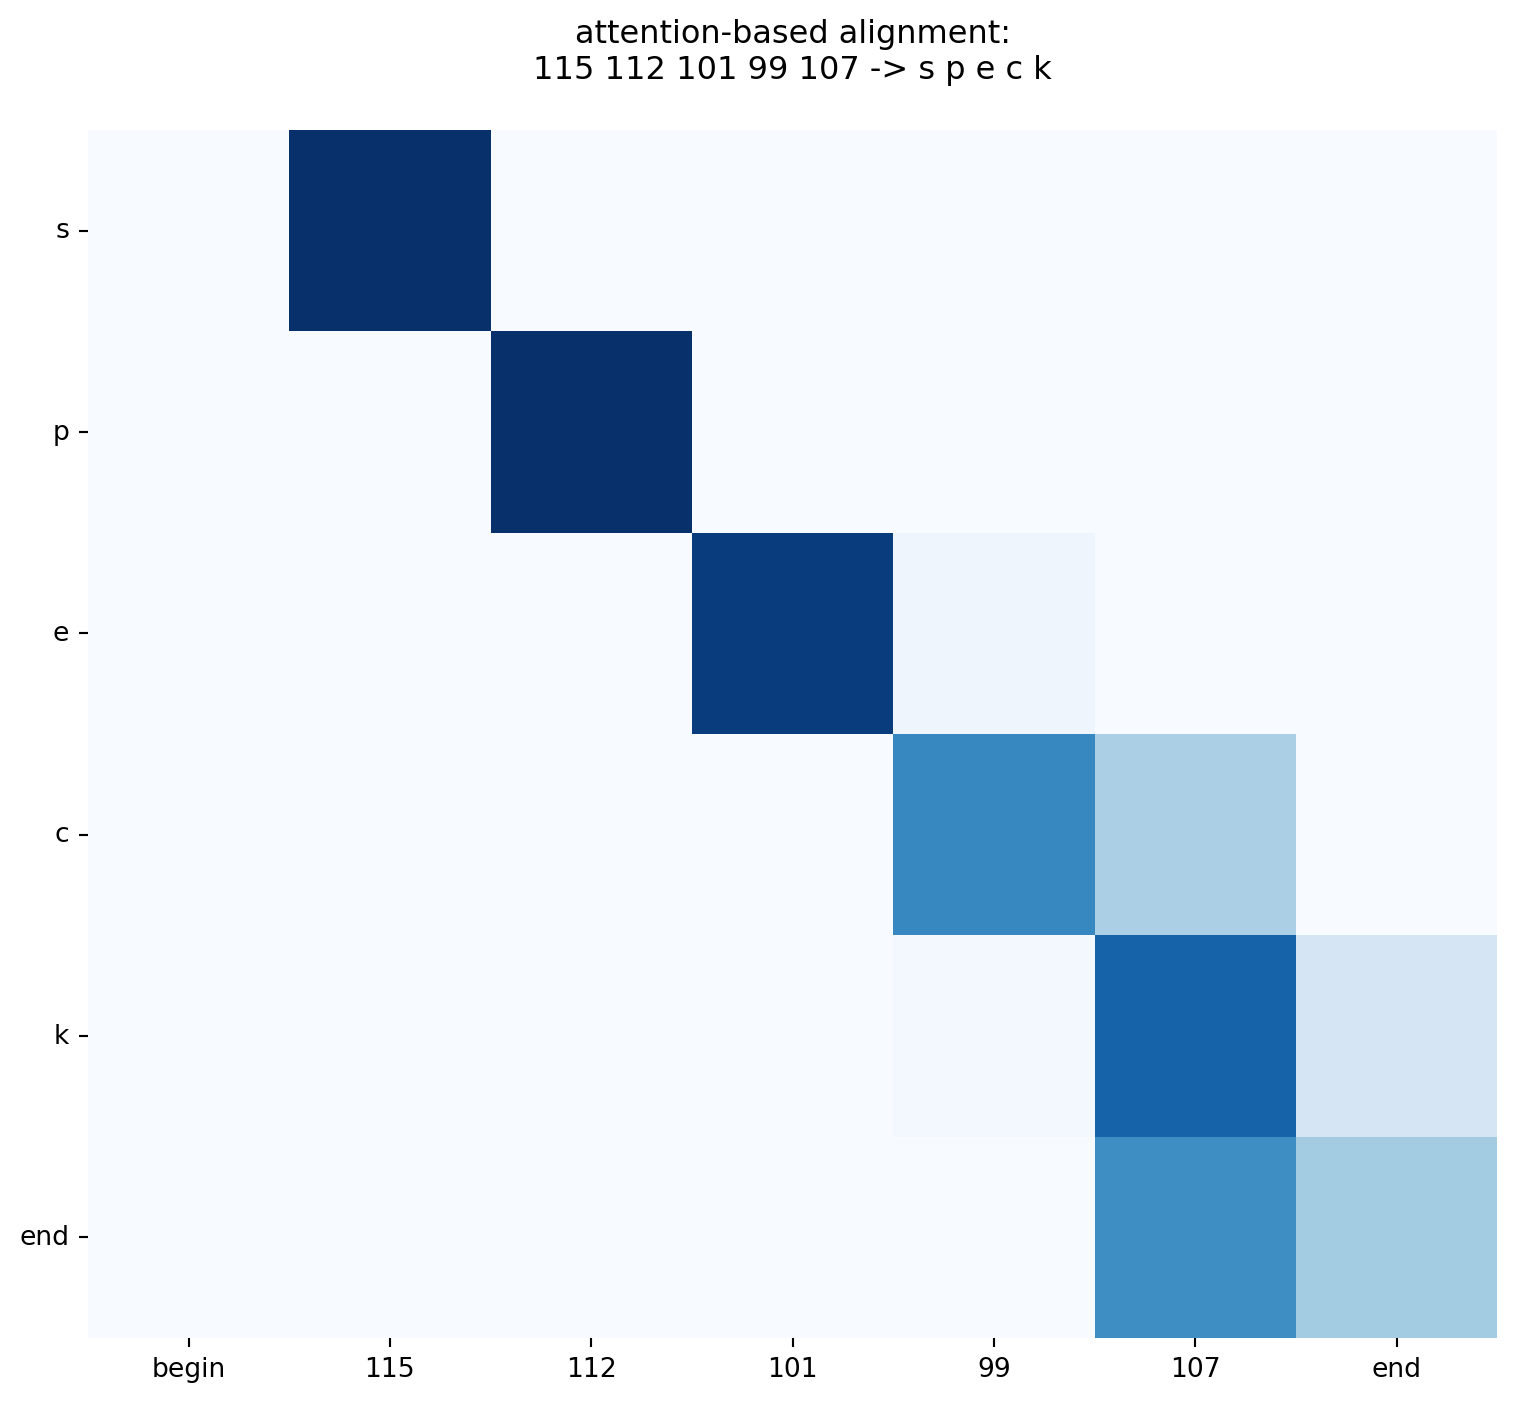 attention-based alignment:
115 112 101 99 107 -> s p e c k
s
p
e
c
k
end
begin 115 112 101 99 107 end